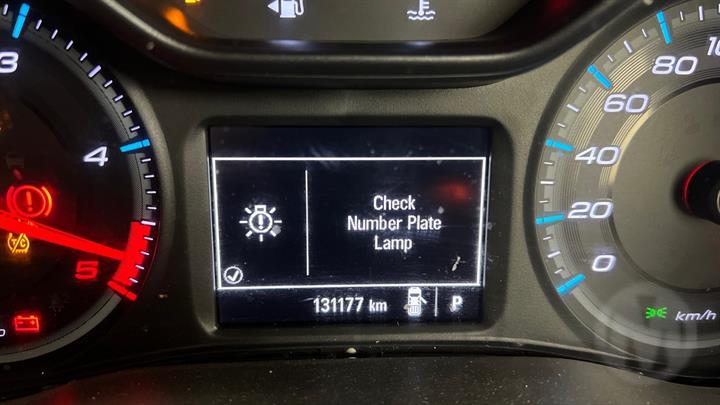 3
4
5
T/C
Check
Number Plate
Lamp
131177 km
P
0
20
40
60
80
km/h